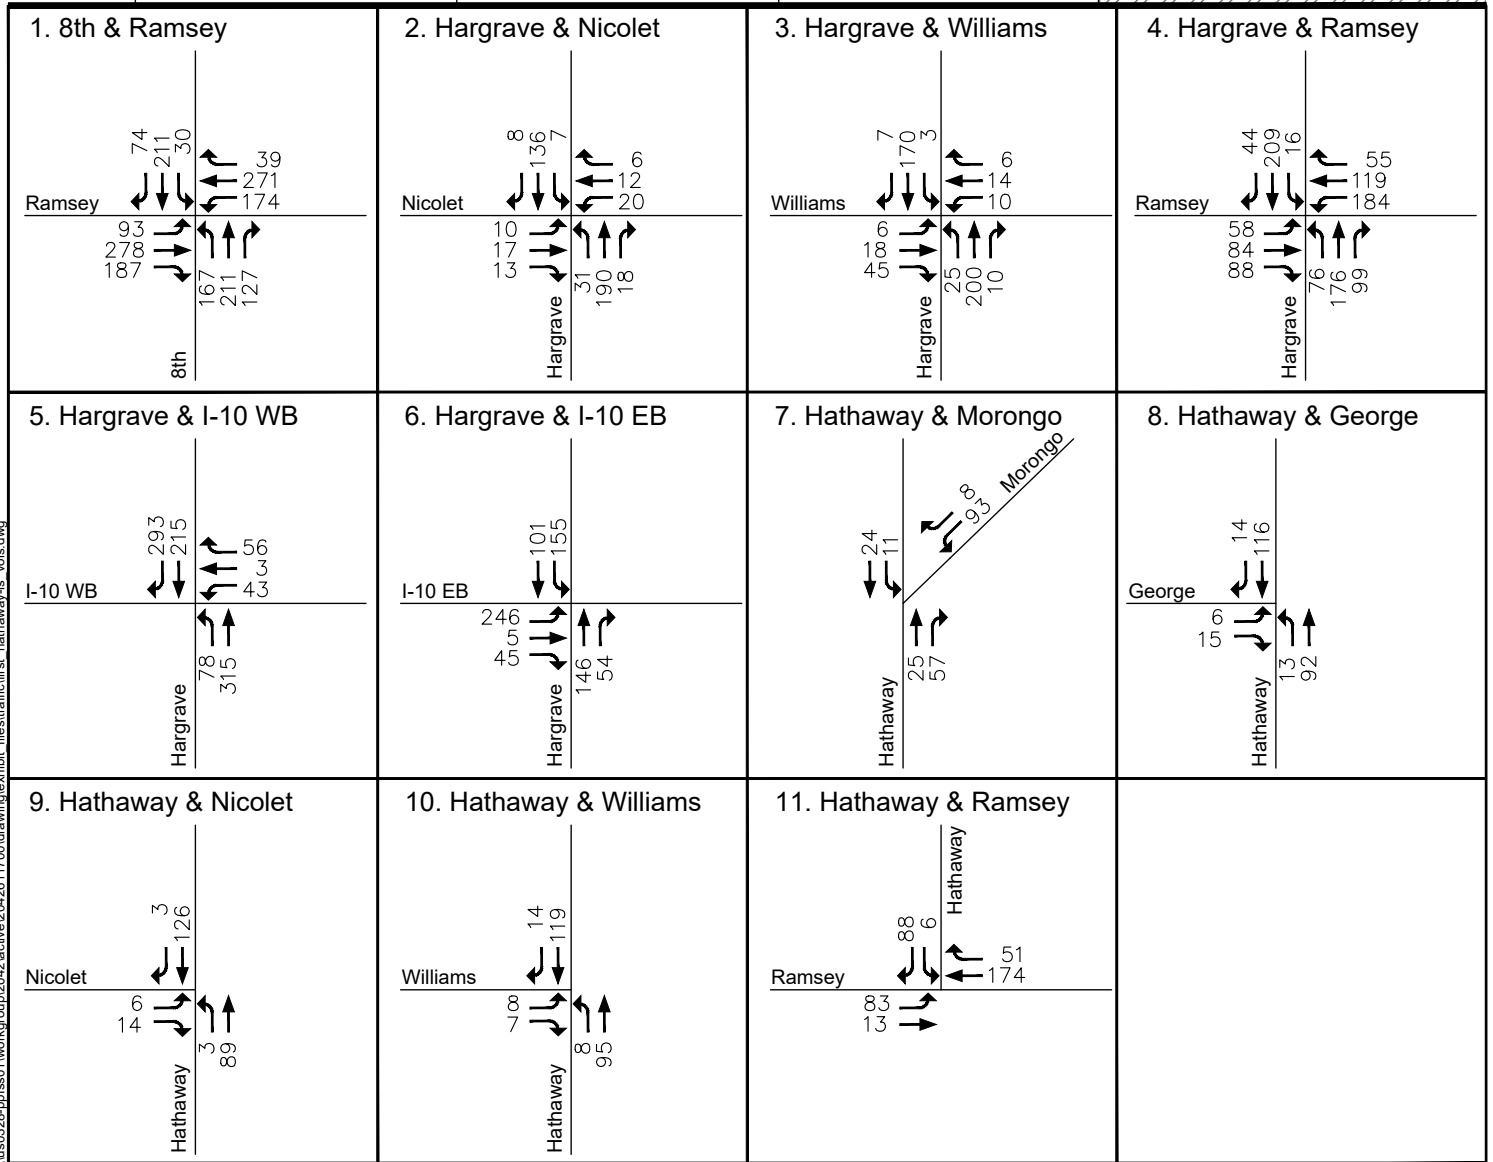 1. 8th & Ramsey
74
211
30
39
271
174
Ramsey
93
278
187
167
211
127
8th
2. Hargrave & Nicolet
8
136
7
6
12
20
Nicolet
10
17
13
31
190
18
Hargrave
3. Hargrave & Williams
7
170
3
6
14
10
Williams
6
18
45
25
200
10
Hargrave
4. Hargrave & Ramsey
44
209
16
55
119
184
Ramsey
58
84
88
76
176
99
Hargrave
5. Hargrave & I-10 WB
293
215
56
3
43
I-10 WB
78
315
Hargrave
6. Hargrave & I-10 EB
101
155
I-10 EB
246
5
45
146
54
Hargrave
7. Hathaway & Morongo
Morongo
8
93
24
11
25
57
Hathaway
8. Hathaway & George
14
116
George
6
15
13
92
Hathaway
9. Hathaway & Nicolet
3
126
Nicolet
6
14
3
89
Hathaway
10. Hathaway & Williams
14
119
Williams
8
7
8
95
Hathaway
11. Hathaway & Ramsey
Hathaway
88
6
51
174
Ramsey
83
13